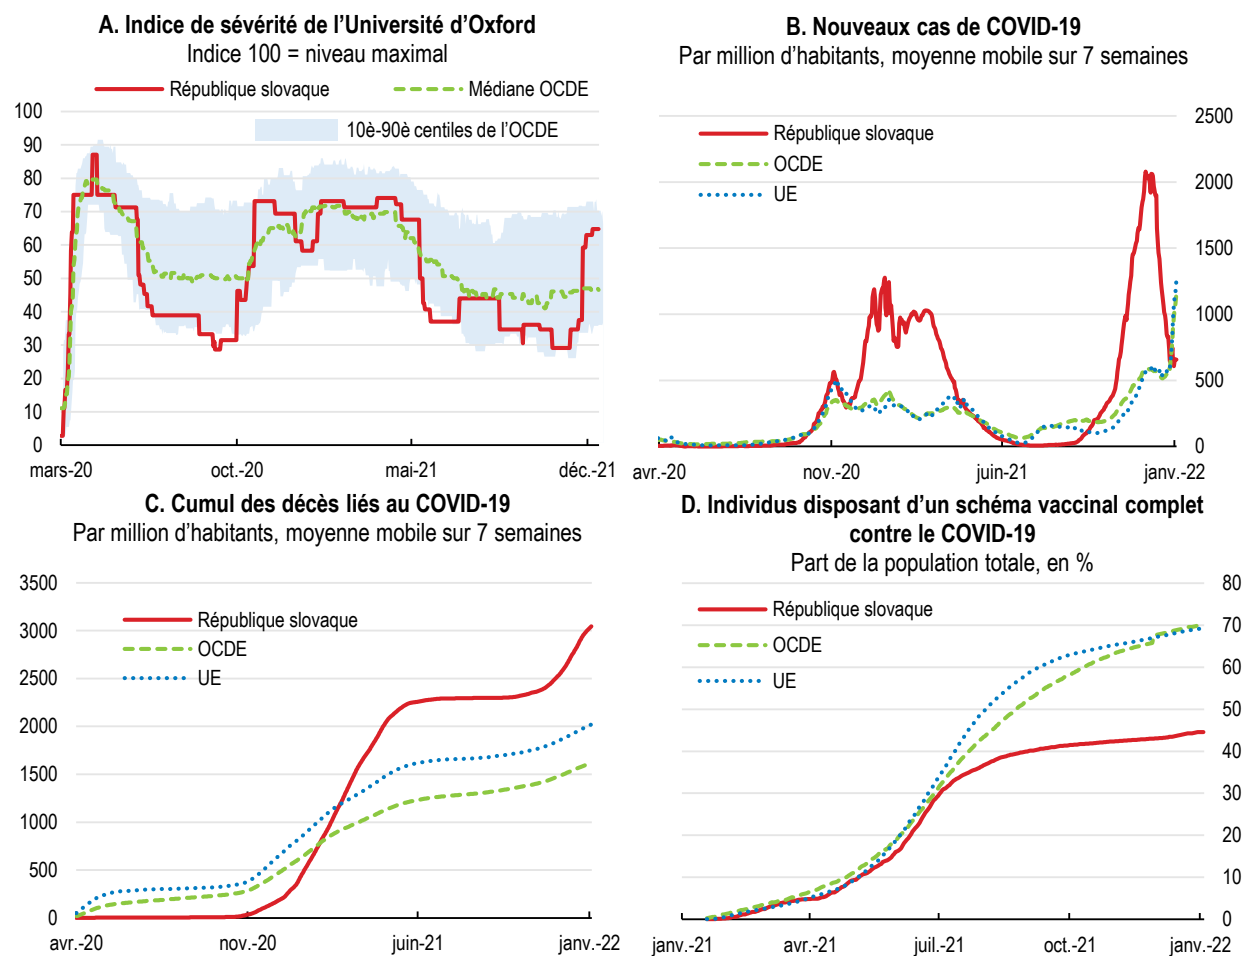 A. Indice de sévérité de l'Université d'Oxford
Indice 100 = niveau maximal
République slovaque
Médiane OCDE
10è-90è centiles de l'OCDE
100
90
80
70
60
50
40
30
20
10
0
mars-20
oct.-20
mai-21
déc.-21
B. Nouveaux cas de COVID-19
Par million d'habitants, moyenne mobile sur 7 semaines
République slovaque
OCDE
UE
2500
2000
1500
1000
500
0
avr.-20
nov.-20
juin-21
janv.-22
C. Cumul des décès liés au COVID-19
Par million d'habitants, moyenne mobile sur 7 semaines
République slovaque
OCDE
UE
3500
3000
2500
2000
1500
1000
500
0
avr.-20
nov.-20
juin-21
janv.-22
D. Individus disposant d'un schéma vaccinal complet
contre le COVID-19
Part de la population totale, en %
République slovaque
OCDE
UE
80
70
60
50
40
30
20
10
0
janv.-21
avr.-21
juil.-21
oct.-21
janv.-22